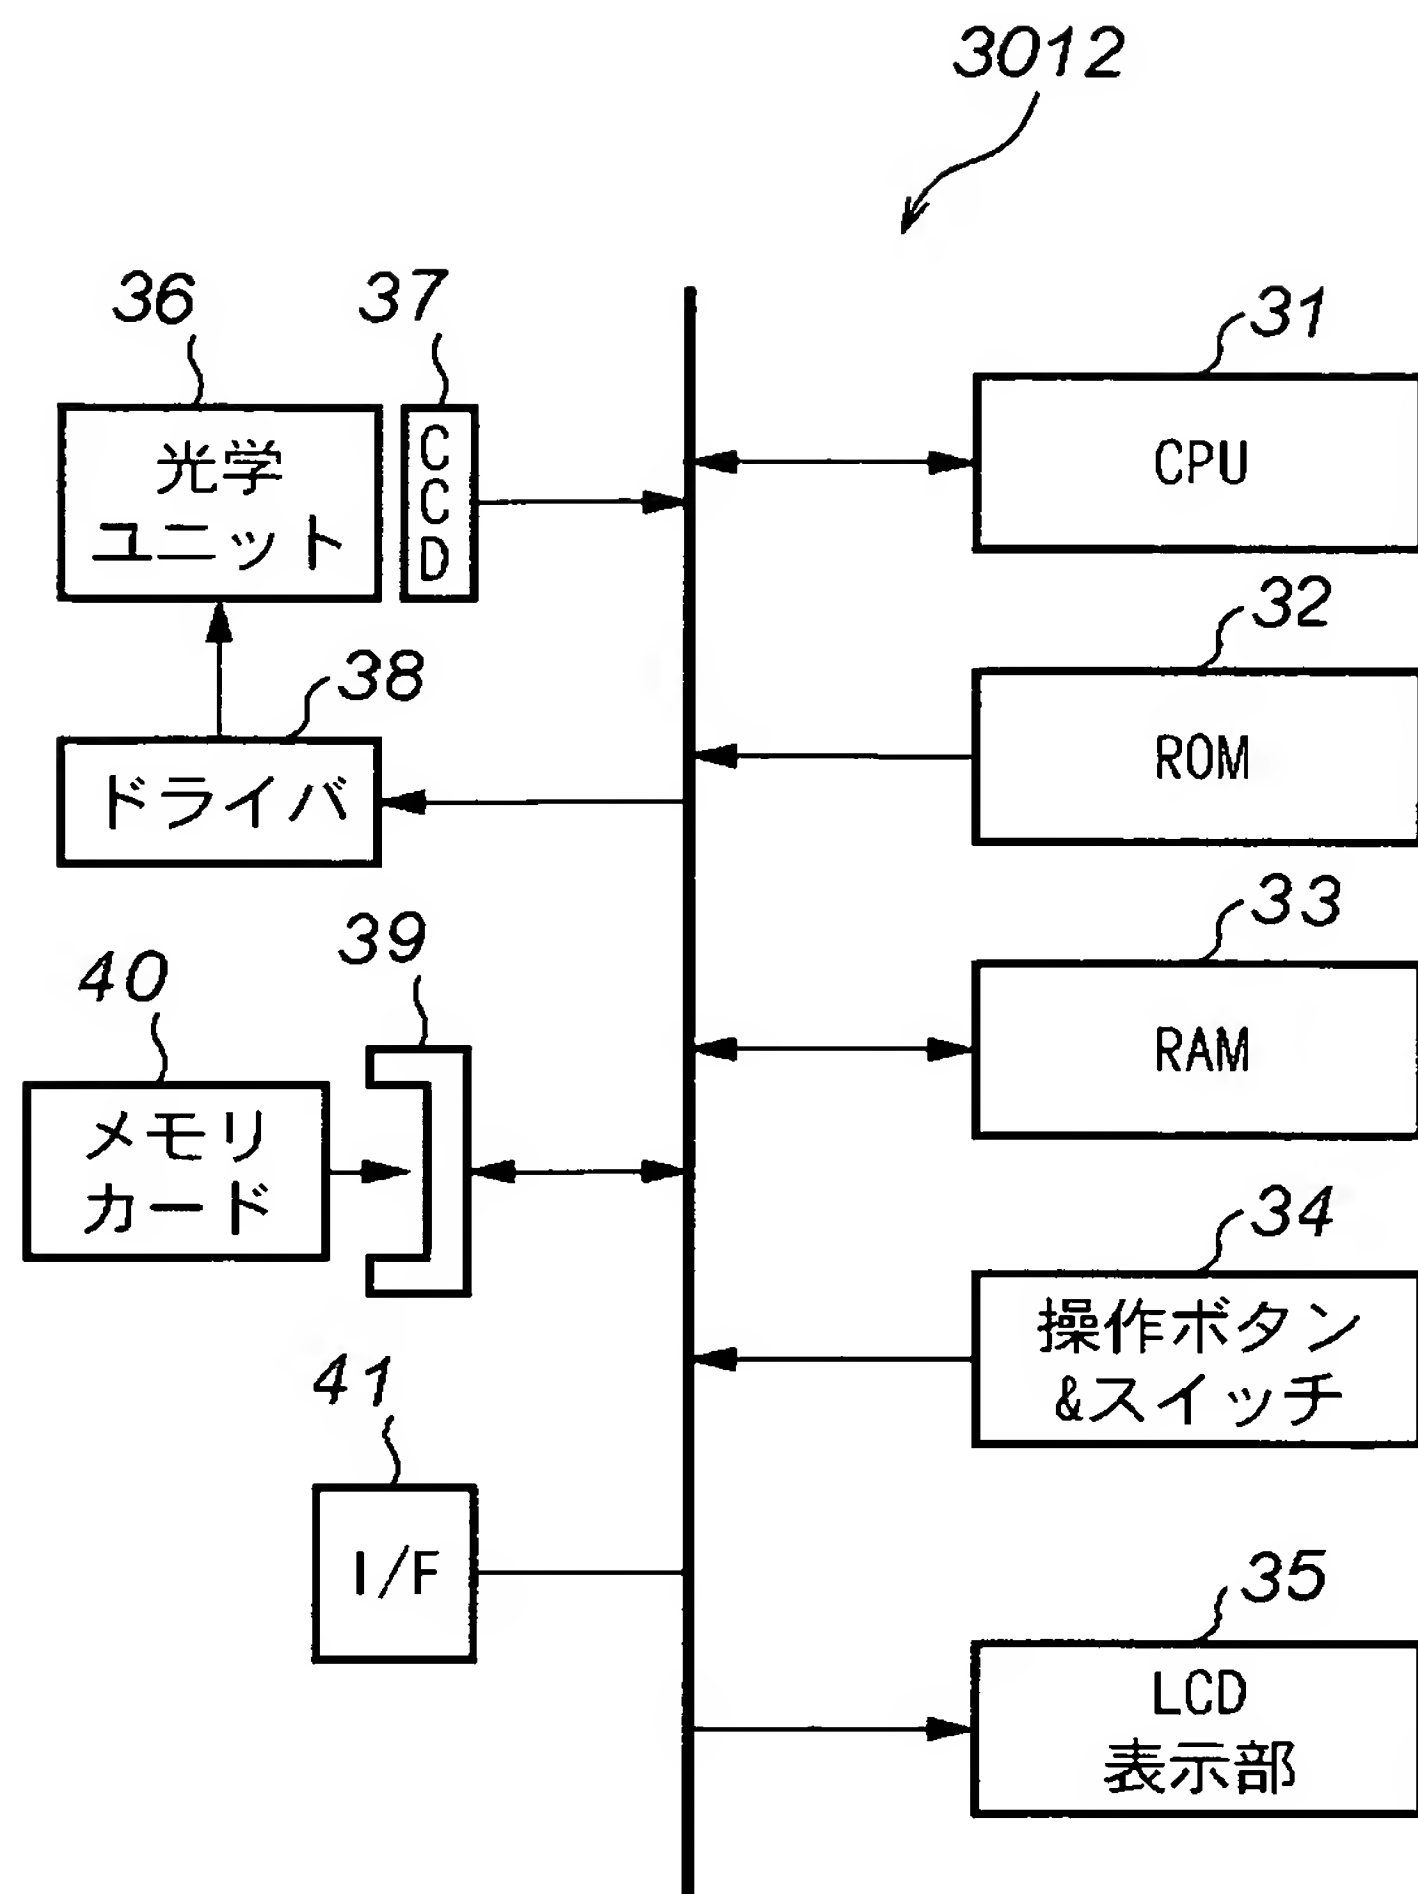 3012
36
光学
ユニット
37
CCD
38
ドライバ
39
40
メモリ
カード
41
I/F
31
CPU
32
ROM
33
RAM
34
操作ボタン
&スイッチ
35
LCD
表示部